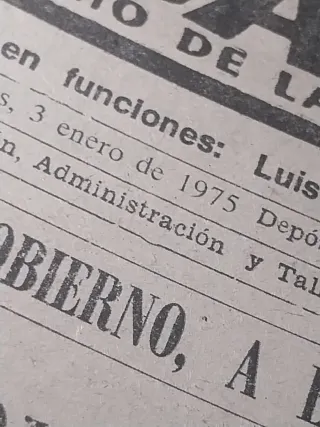 IO DE LA
en funciones: Luis
s, 3 enero de 1975 Depó
n, Administración y Tal
OBIERNO, A